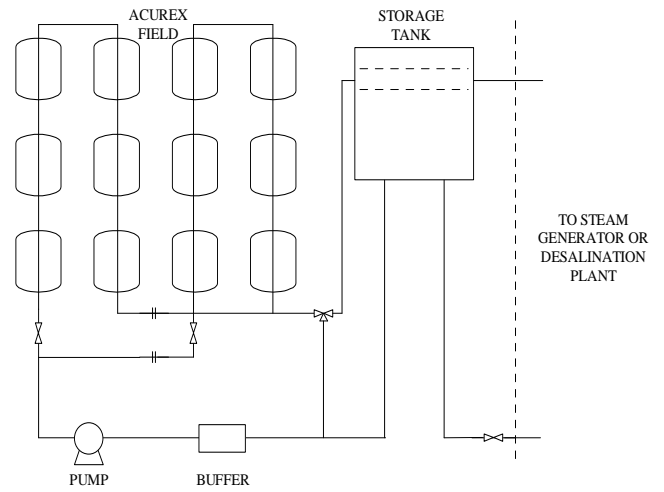 ACUREX
FIELD
STORAGE
TANK
TO STEAM
GENERATOR OR
DESALINATION
PLANT
PUMP
BUFFER